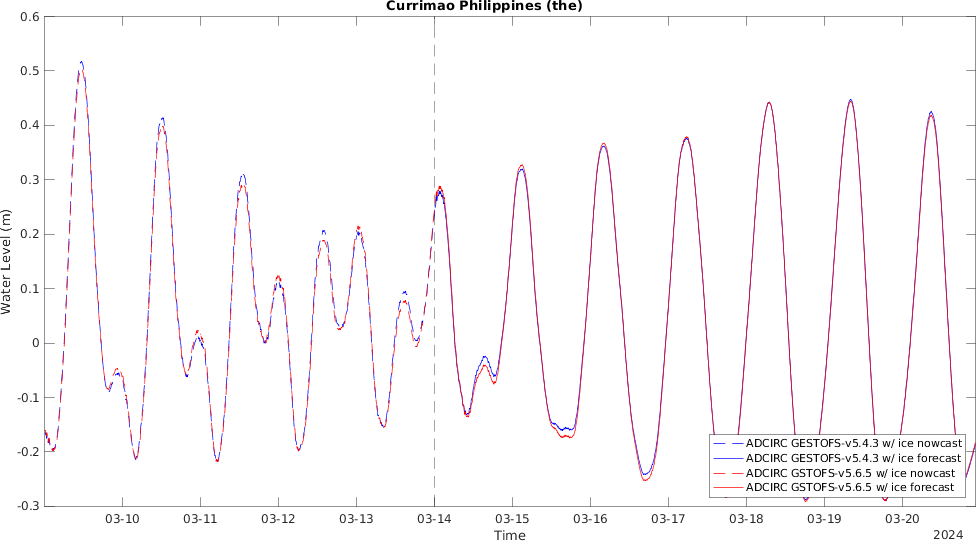 Currimao Philippines (the)
0.6
0.5
0.4
0.3
0.2
0.1
0
-0.1
-0.2
-0.3
Water Level (m)
ADCIRC GESTOFS-v5.4.3 w/ ice nowcast
ADCIRC GESTOFS-v5.4.3 w/ ice forecast
ADCIRC GSTOFS-v5.6.5 w/ ice nowcast
ADCIRC GSTOFS-v5.6.5 w/ ice forecast
03-10 03-11 03-12 03-13 03-14 03-15 03-16 03-17 03-18 03-19 03-20
Time
2024